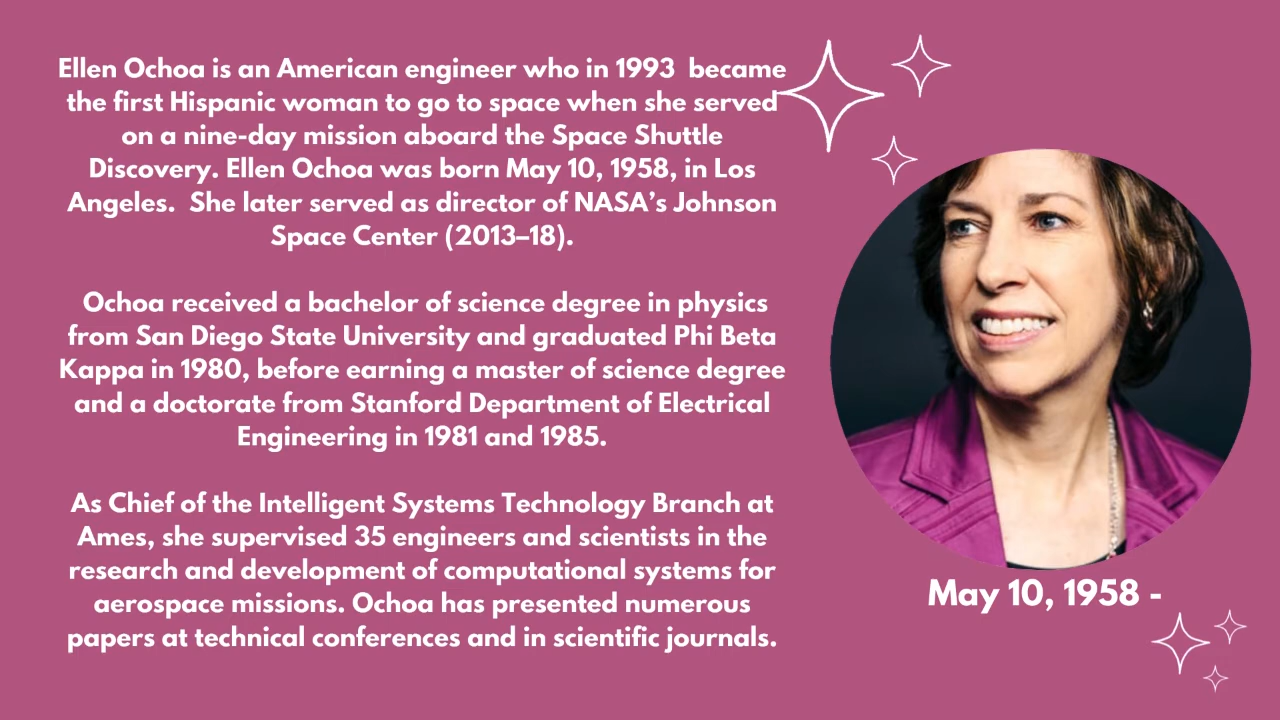 Ellen Ochoa is an American engineer who in 1993  became
the first Hispanic woman to go to space when she served
on a nine-day mission aboard the Space Shuttle
Discovery. Ellen Ochoa was born May 10, 1958, in Los
Angeles.  She later served as director of NASA’s Johnson
Space Center (2013–18).
Ochoa received a bachelor of science degree in physics
from San Diego State University and graduated Phi Beta
Kappa in 1980, before earning a master of science degree
and a doctorate from Stanford Department of Electrical
Engineering in 1981 and 1985.
As Chief of the Intelligent Systems Technology Branch at
Ames, she supervised 35 engineers and scientists in the
research and development of computational systems for
aerospace missions. Ochoa has presented numerous
papers at technical conferences and in scientific journals.
May 10, 1958 -